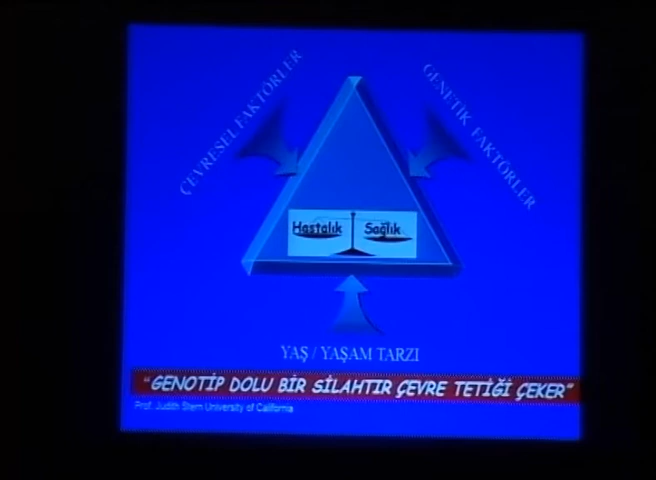 ÇEVRESEL FAKTÖRLER
GENETİK FAKTÖRLER
Hastalık
Sağlık
YAŞ / YAŞAM TARZI
"GENOTİP DOLU BİR SİLAHTIR ÇEVRE TETİĞİ ÇEKER"
Prof. Judith Stern University of California